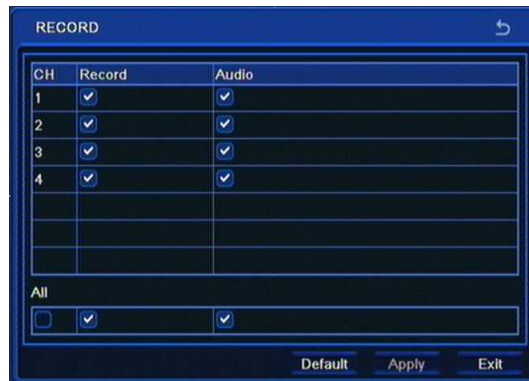 RECORD
CH Record Audio
1
2
3
4
All
Default Apply Exit